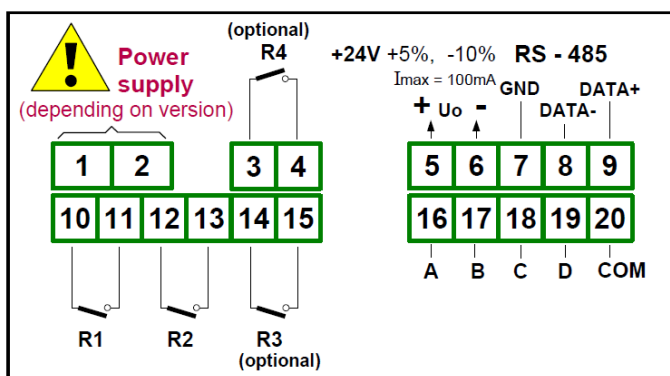 (optional)
R4
+24V +5%, -10% RS - 485
Power
supply
(depending on version)
Imax = 100mA
GND
DATA+
+ Uo -
DATA-
1 2 3 4 5 6 7 8 9
10 11 12 13 14 15 16 17 18 19 20
A B C D COM
R1 R2 R3
(optional)